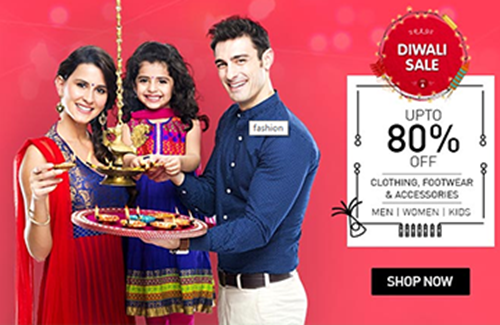 DIWALI
SALE
UPTO
80%
OFF
CLOTHING, FOOTWEAR
& ACCESSORIES
MEN | WOMEN | KIDS
SHOP NOW
fashion